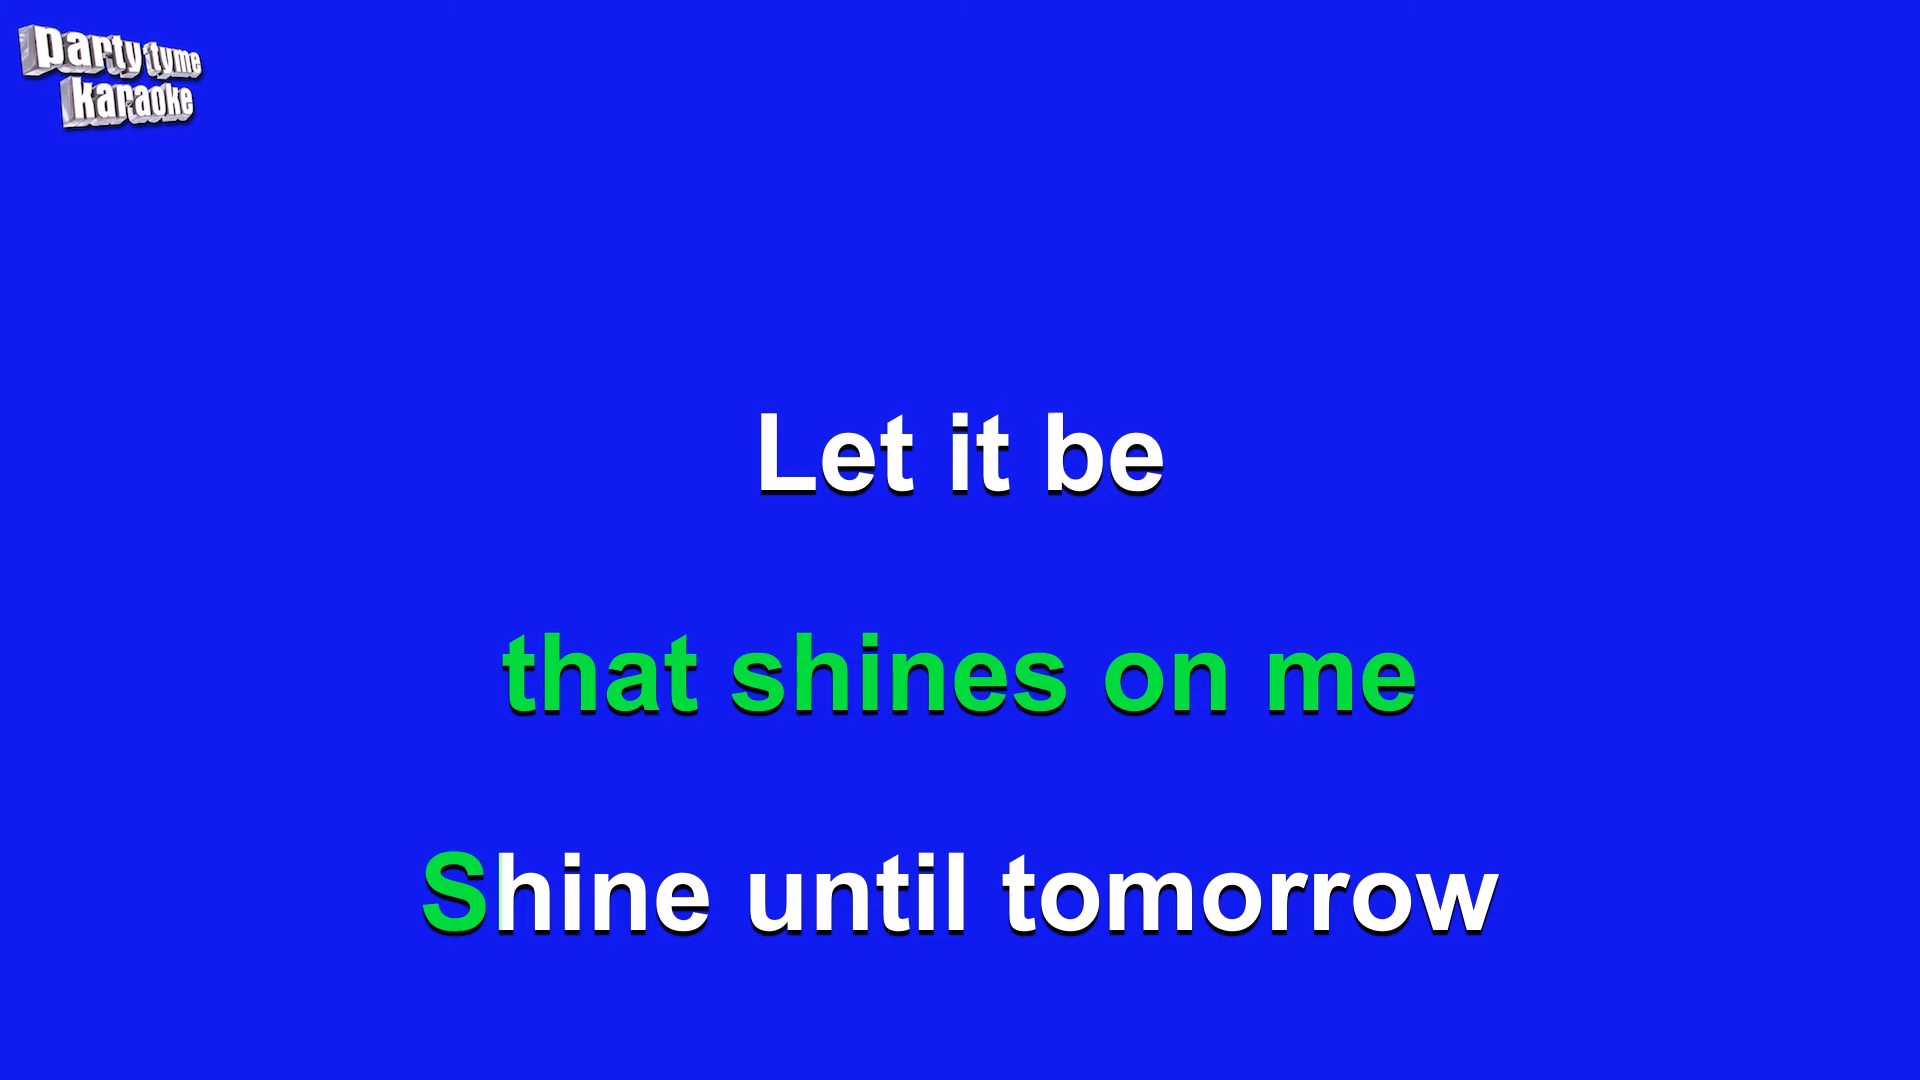 party tyme
karaoke
Let it be
that shines on me
Shine until tomorrow